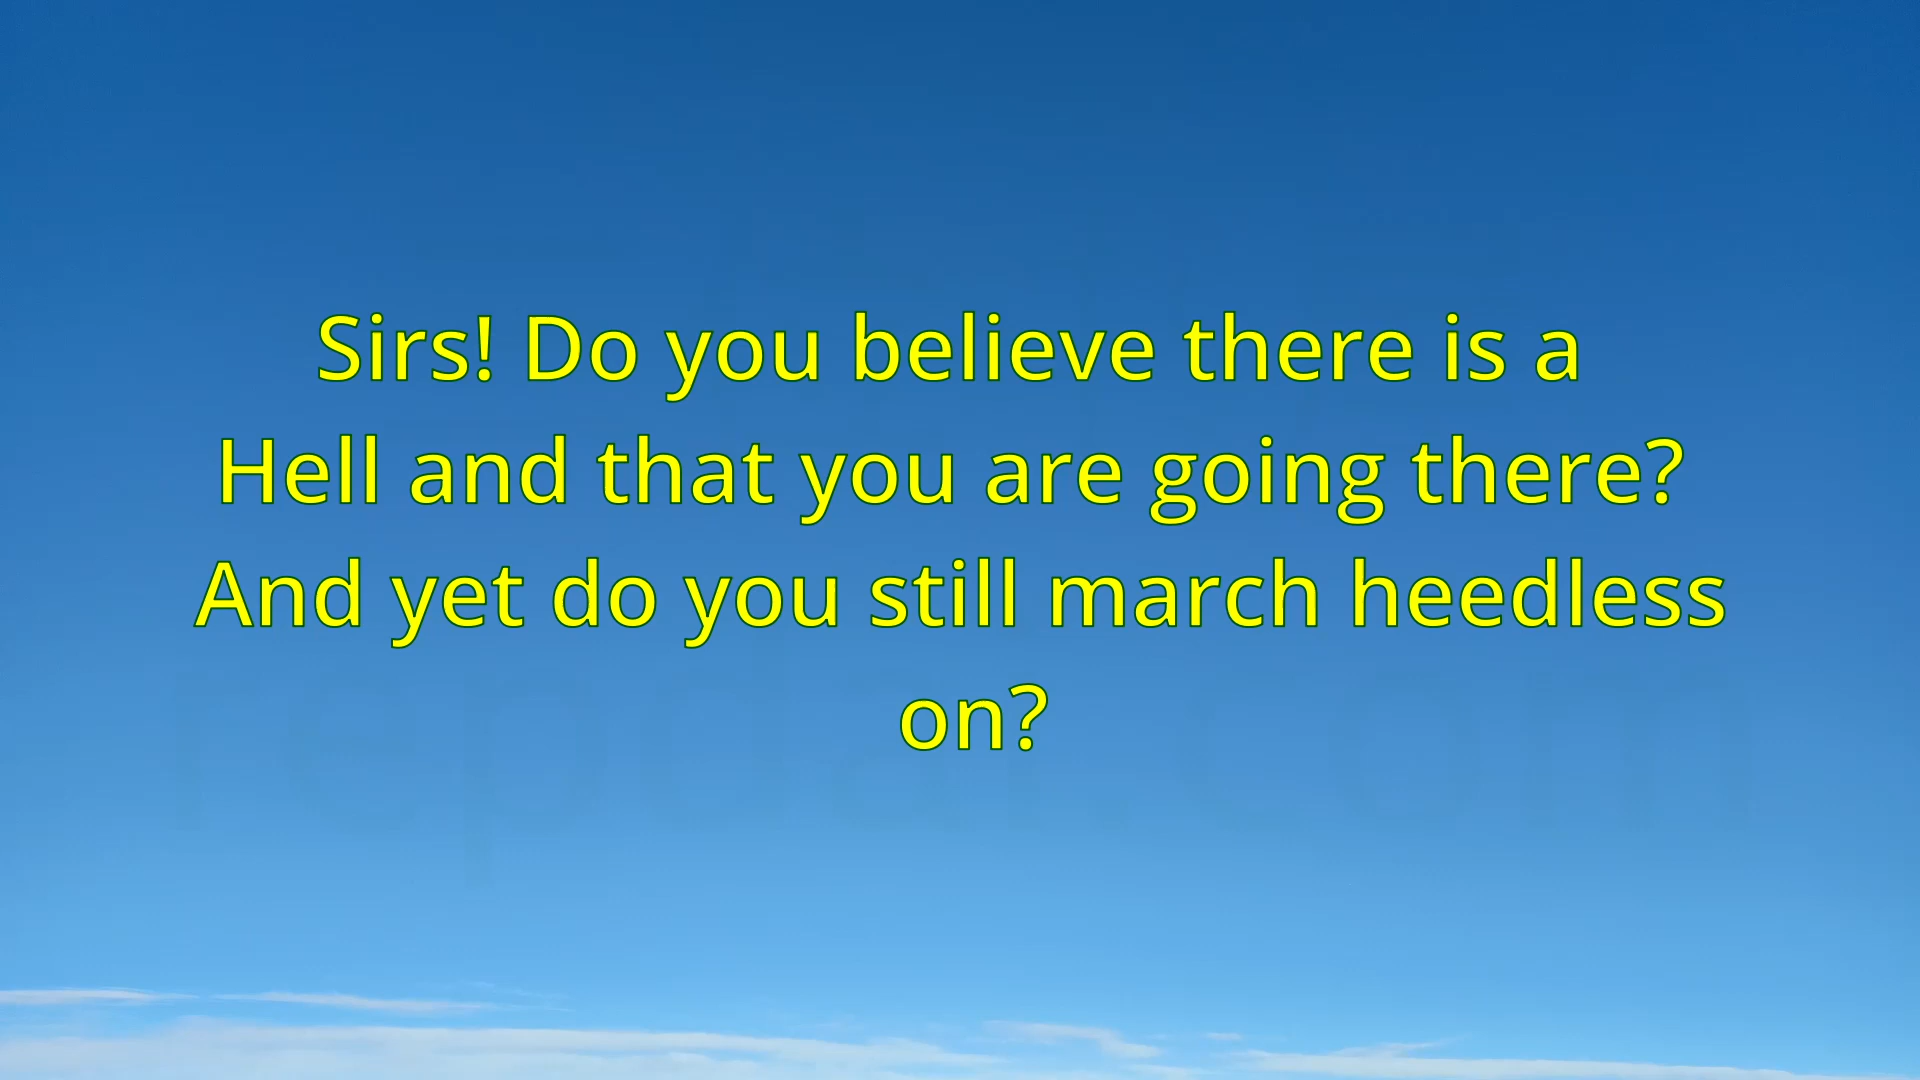 Sirs! Do you believe there is a
Hell and that you are going there?
And yet do you still march heedless
on?